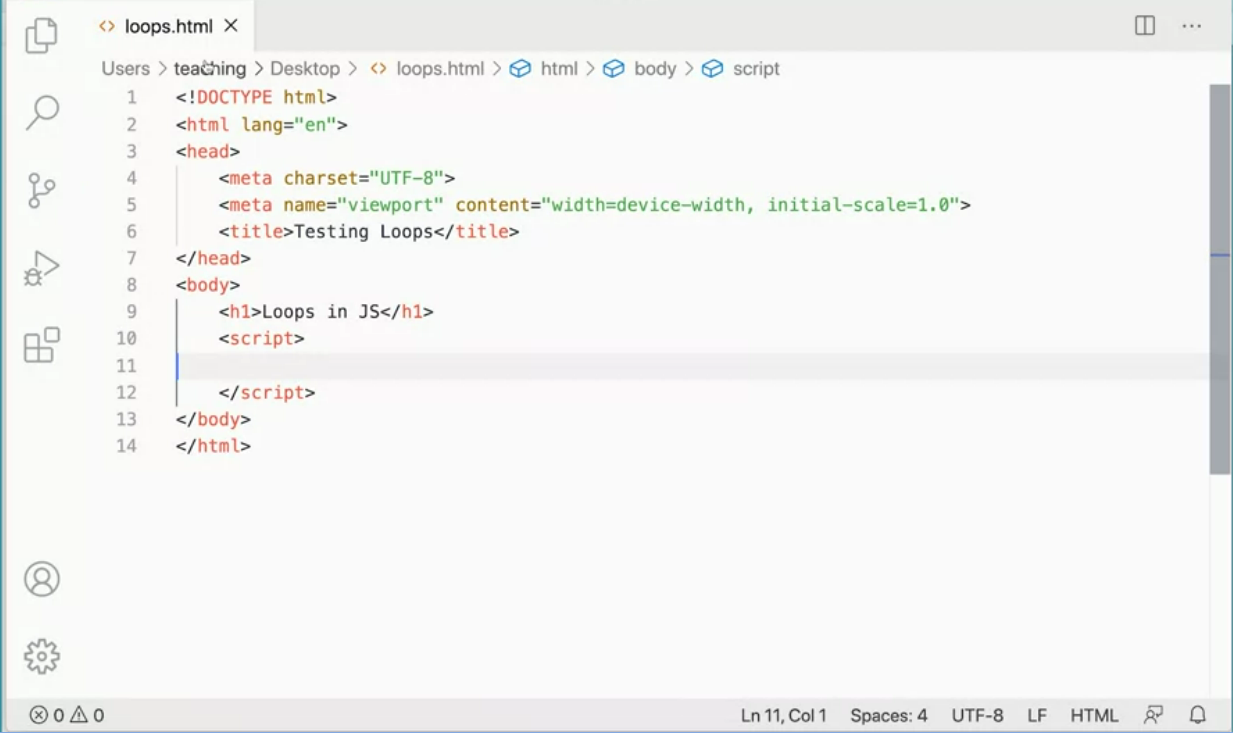 loops.html
Users > teaching > Desktop > loops.html > html > body > script
1 <!DOCTYPE html>
2 <html lang="en">
3 <head>
4     <meta charset="UTF-8">
5     <meta name="viewport" content="width=device-width, initial-scale=1.0">
6     <title>Testing Loops</title>
7 </head>
8 <body>
9     <h1>Loops in JS</h1>
10     <script>
11
12     </script>
13 </body>
14 </html>
0 0 Ln 11, Col 1 Spaces: 4 UTF-8 LF HTML